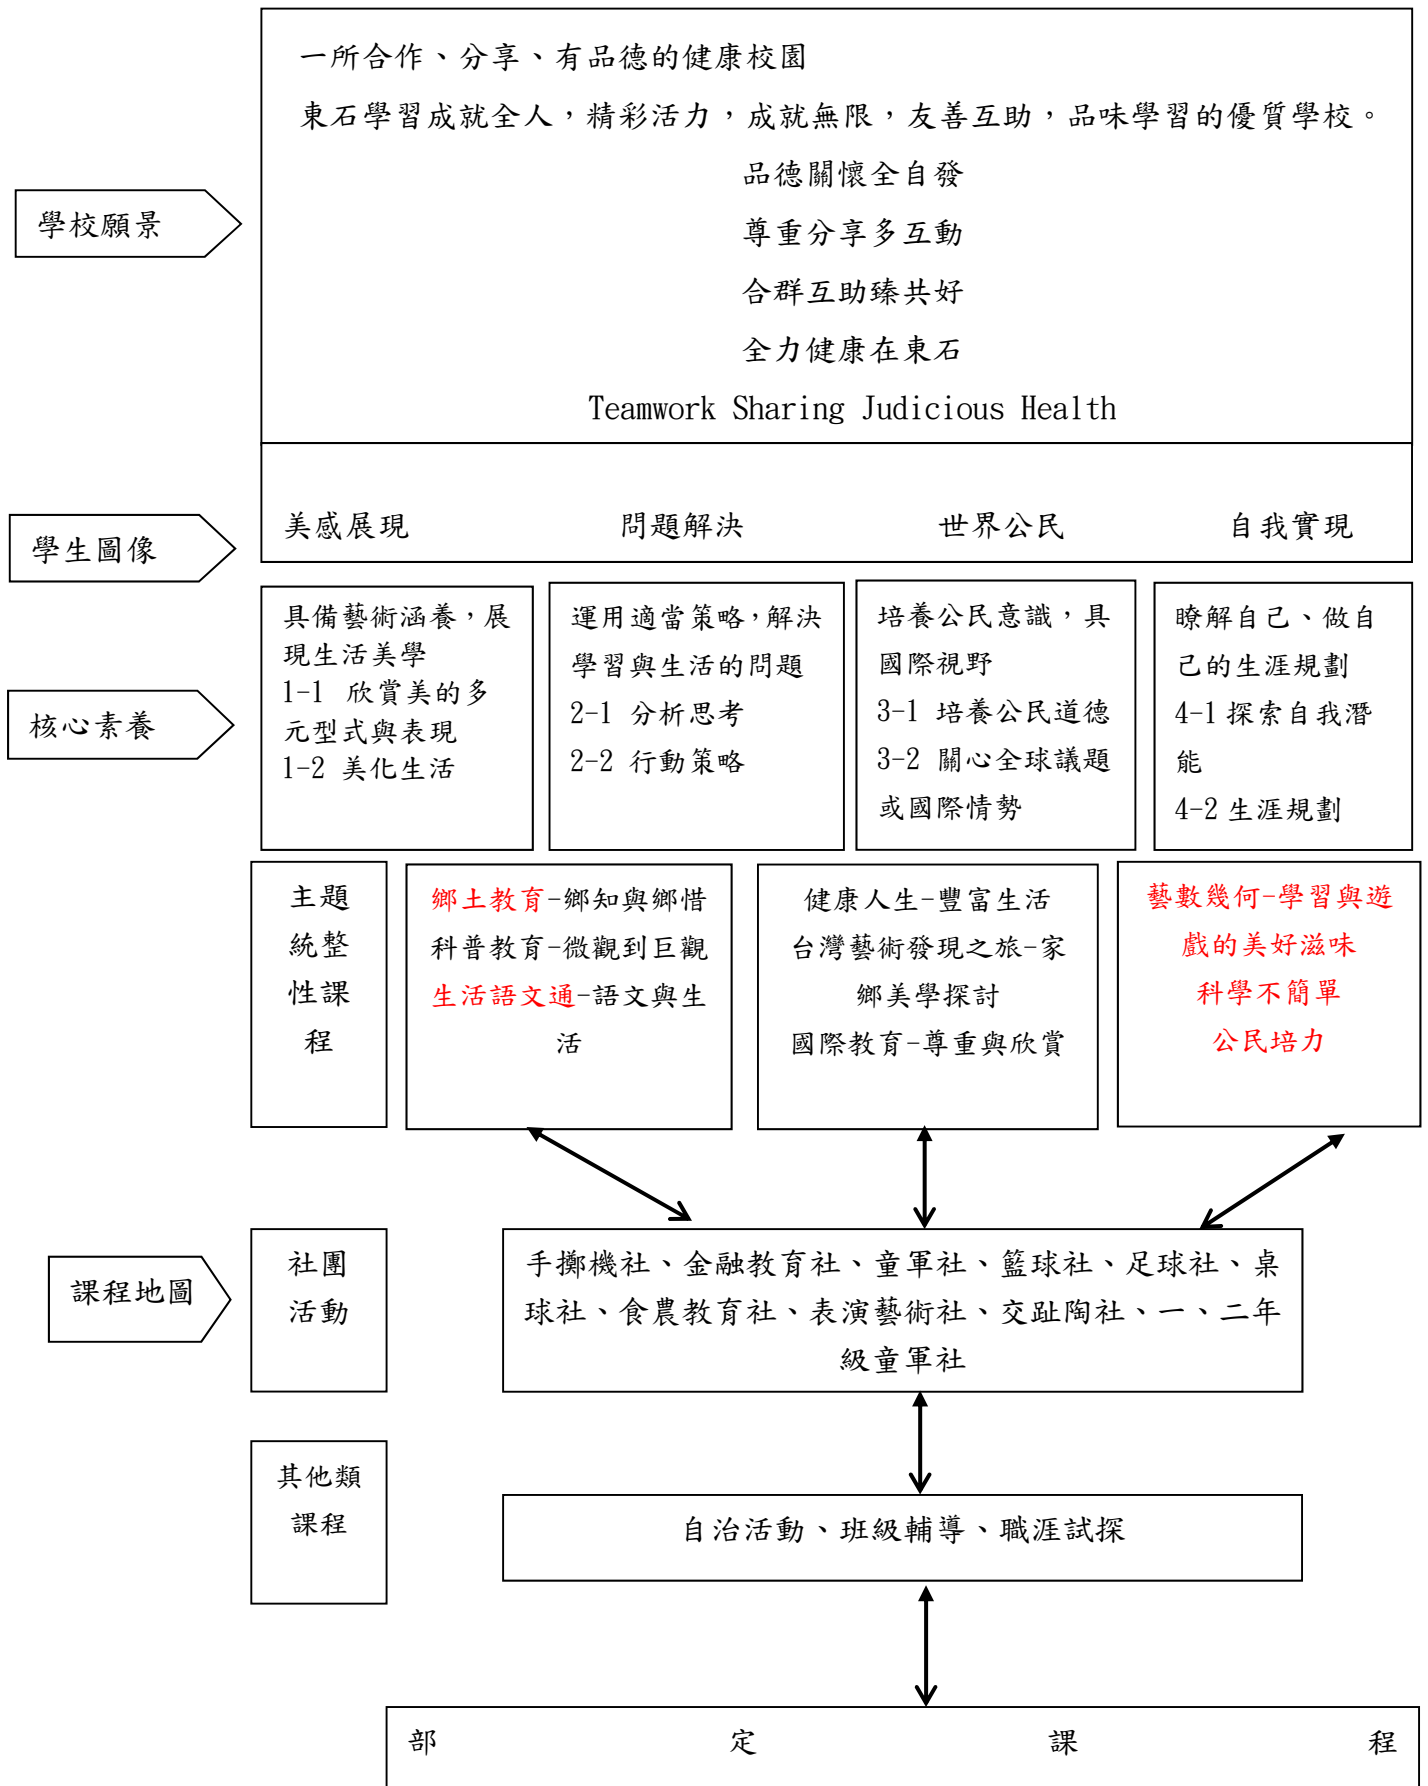 一所合作、分享、有品德的健康校園
東石學習成就全人，精彩活力，成就無限，友善互助，品味學習的優質學校。
品德關懷全自發
尊重分享多互動
合群互助臻共好
全力健康在東石
Teamwork Sharing Judicious Health
學校願景
學生圖像
美感展現
問題解決
世界公民
自我實現
核心素養
具備藝術涵養，展
現生活美學
1-1 欣賞美的多
元型式與表現
1-2 美化生活
運用適當策略，解決
學習與生活的問題
2-1 分析思考
2-2 行動策略
培養公民意識，具
國際視野
3-1 培養公民道德
3-2 關心全球議題
或國際情勢
瞭解自己、做自
己的生涯規劃
4-1 探索自我潛
能
4-2 生涯規劃
主題
統整
性課
程
鄉土教育-鄉知與鄉惜
科普教育-微觀到巨觀
生活語文通-語文與生
活
健康人生-豐富生活
台灣藝術發現之旅-家
鄉美學探討
國際教育-尊重與欣賞
藝數幾何-學習與遊
戲的美好滋味
科學不簡單
公民培力
課程地圖
社團
活動
手擲機社、金融教育社、童軍社、籃球社、足球社、桌
球社、食農教育社、表演藝術社、交趾陶社、一、二年
級童軍社
其他類
課程
自治活動、班級輔導、職涯試探
部 定 課 程